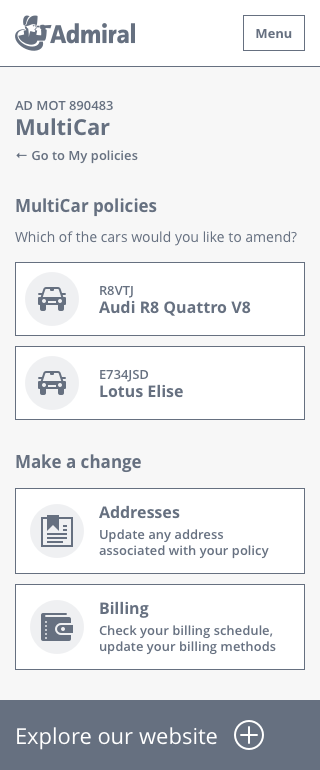 Admiral
Menu
AD MOT 890483
MultiCar
← Go to My policies
MultiCar policies
Which of the cars would you like to amend?
R8VTJ
Audi R8 Quattro V8
E734JSD
Lotus Elise
Make a change
Addresses
Update any address
associated with your policy
Billing
Check your billing schedule,
update your billing methods
Explore our website